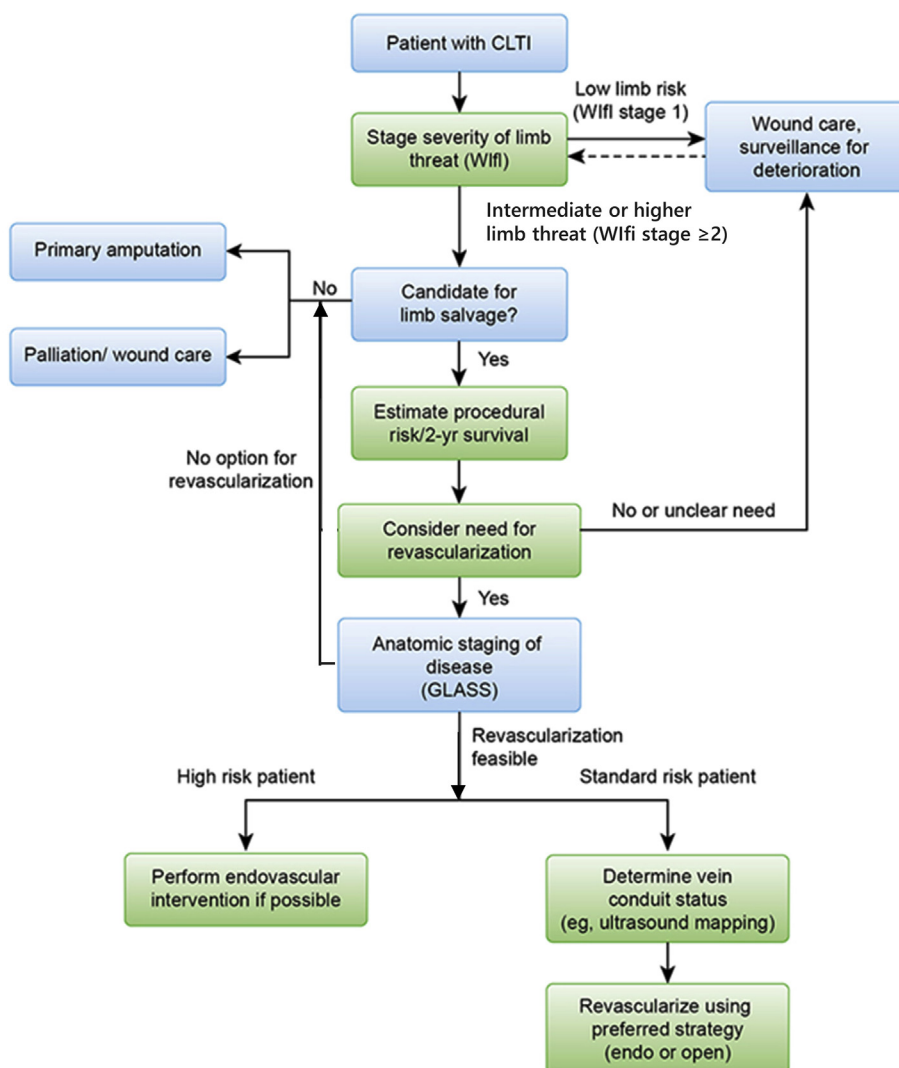 Patient with CLTI
Low limb risk
(WIfI stage 1)
Stage severity of limb
threat (WIfI)
Wound care,
surveillance for
deterioration
Intermediate or higher
limb threat (WIfi stage ≥2)
Primary amputation
No
Candidate for
limb salvage?
Palliation/ wound care
Yes
Estimate procedural
risk/2-yr survival
No option for
revascularization
Consider need for
revascularization
No or unclear need
Yes
Anatomic staging of
disease
(GLASS)
Revascularization
feasible
High risk patient
Standard risk patient
Perform endovascular
intervention if possible
Determine vein
conduit status
(eg, ultrasound mapping)
Revascularize using
preferred strategy
(endo or open)